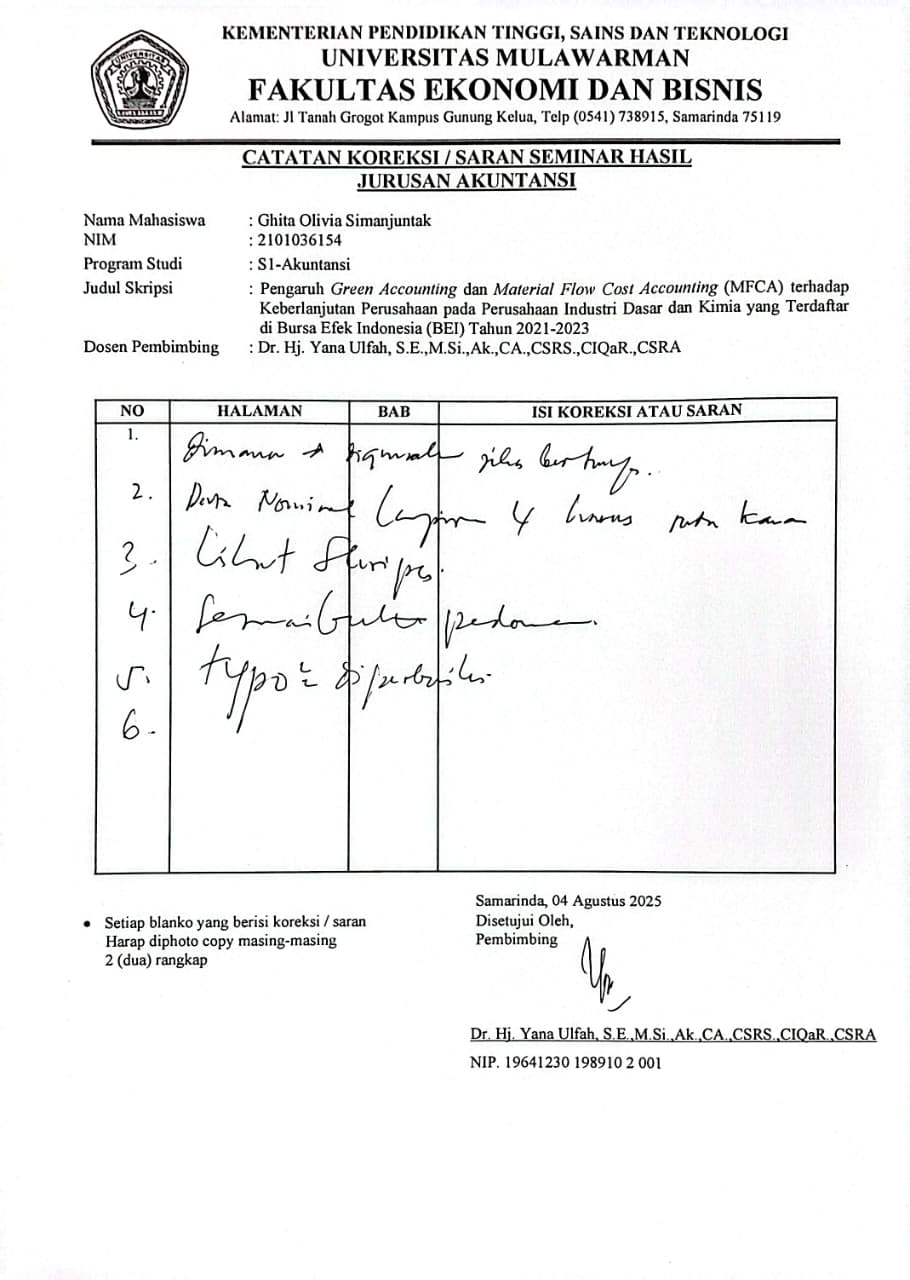 KEMENTERIAN PENDIDIKAN TINGGI, SAINS DAN TEKNOLOGI
UNIVERSITAS MULAWARMAN
FAKULTAS EKONOMI DAN BISNIS
Alamat: Jl Tanah Grogot Kampus Gunung Kelua, Telp (0541) 738915, Samarinda 75119
CATATAN KOREKSI / SARAN SEMINAR HASIL
JURUSAN AKUNTANSI
Nama Mahasiswa : Ghita Olivia Simanjuntak
NIM : 2101036154
Program Studi : S1-Akuntansi
Judul Skripsi : Pengaruh Green Accounting dan Material Flow Cost Accounting (MFCA) terhadap
Keberlanjutan Perusahaan pada Perusahaan Industri Dasar dan Kimia yang Terdaftar
di Bursa Efek Indonesia (BEI) Tahun 2021-2023
Dosen Pembimbing : Dr. Hj. Yana Ulfah, S.E.,M.Si.,Ak.,CA.,CSRS.,CIQaR.,CSRA
NO HALAMAN BAB ISI KOREKSI ATAU SARAN
1. Dimana
2. Data Nominal 4 harus
3. Lihat
4. pedoman.
5. typo2 diperbaiki
6.
• Setiap blanko yang berisi koreksi / saran
Harap diphoto copy masing-masing
2 (dua) rangkap
Samarinda, 04 Agustus 2025
Disetujui Oleh,
Pembimbing
Dr. Hj. Yana Ulfah, S.E.,M.Si.,Ak.,CA.,CSRS.,CIQaR.,CSRA
NIP. 19641230 198910 2 001